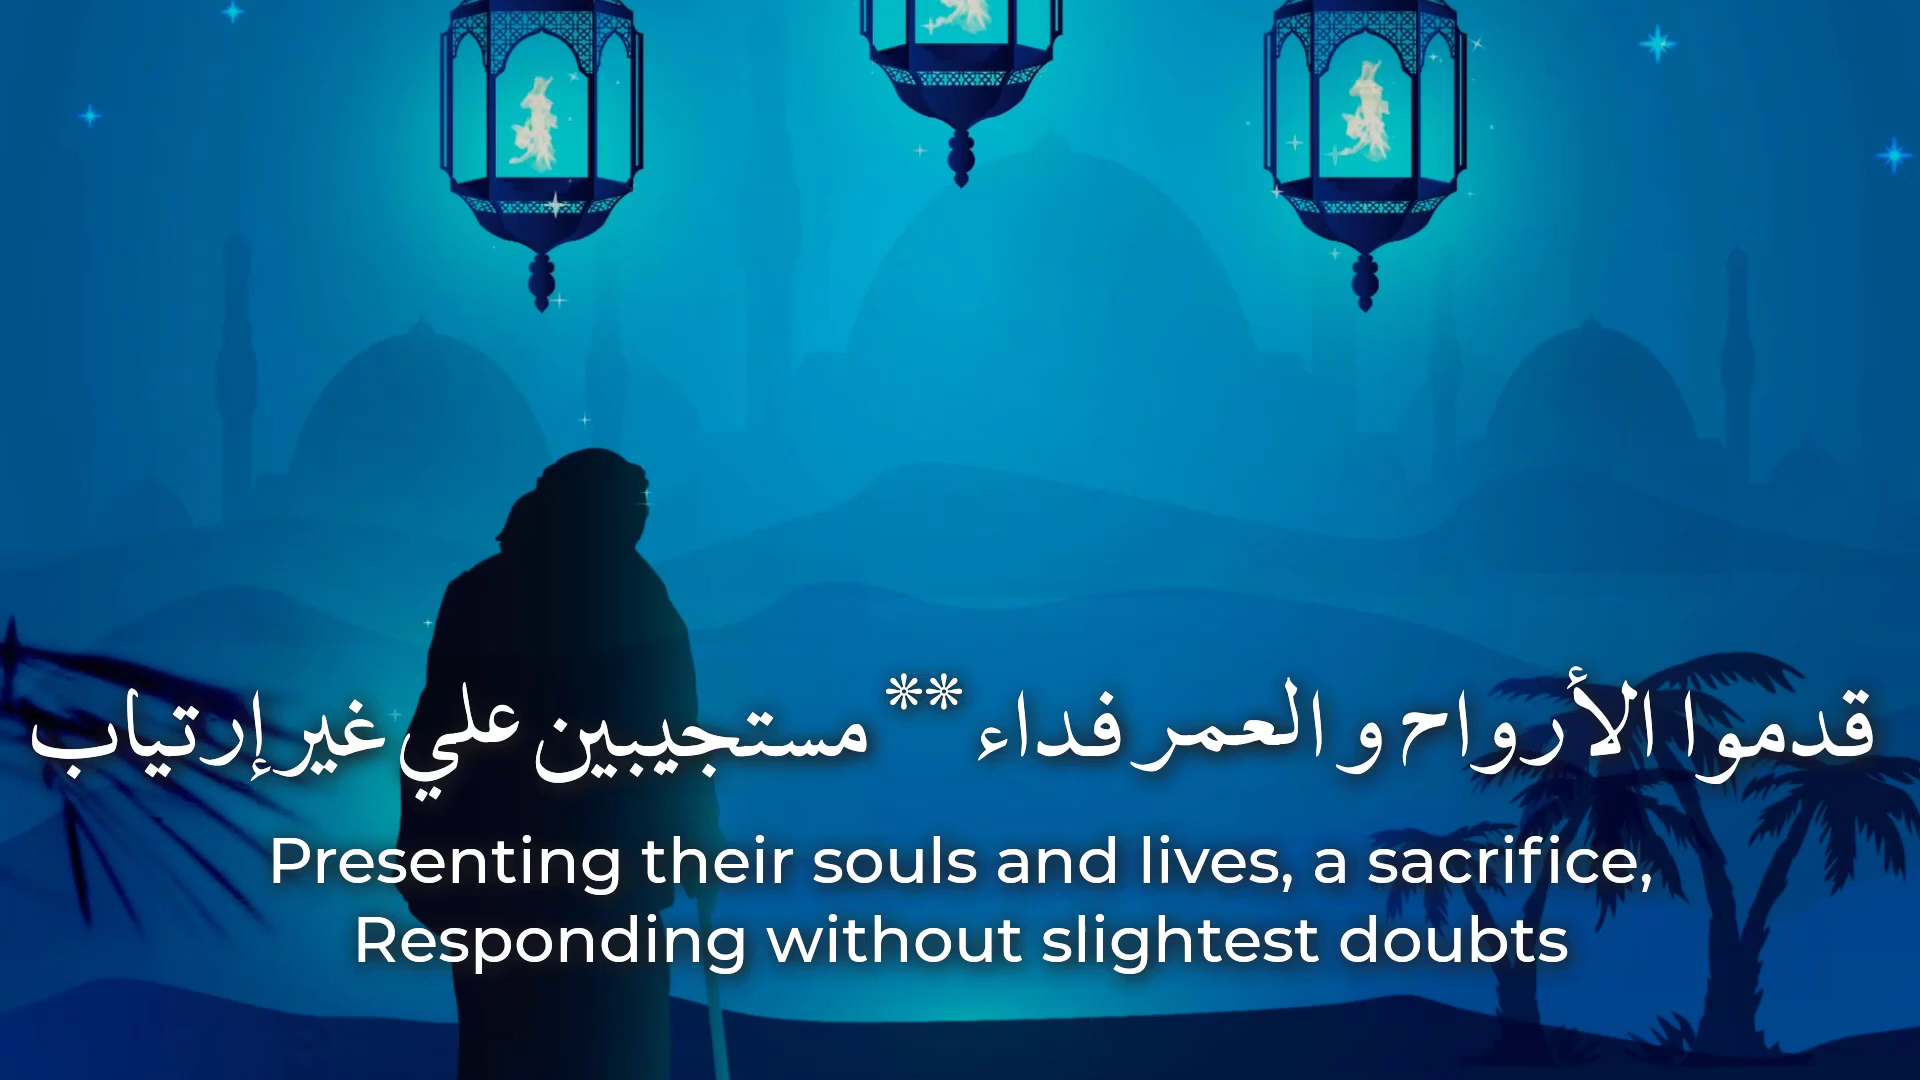 قدموا الأرواح و العمر فداء ** مستجيبين علي غير إرتياب
Presenting their souls and lives, a sacrifice,
Responding without slightest doubts